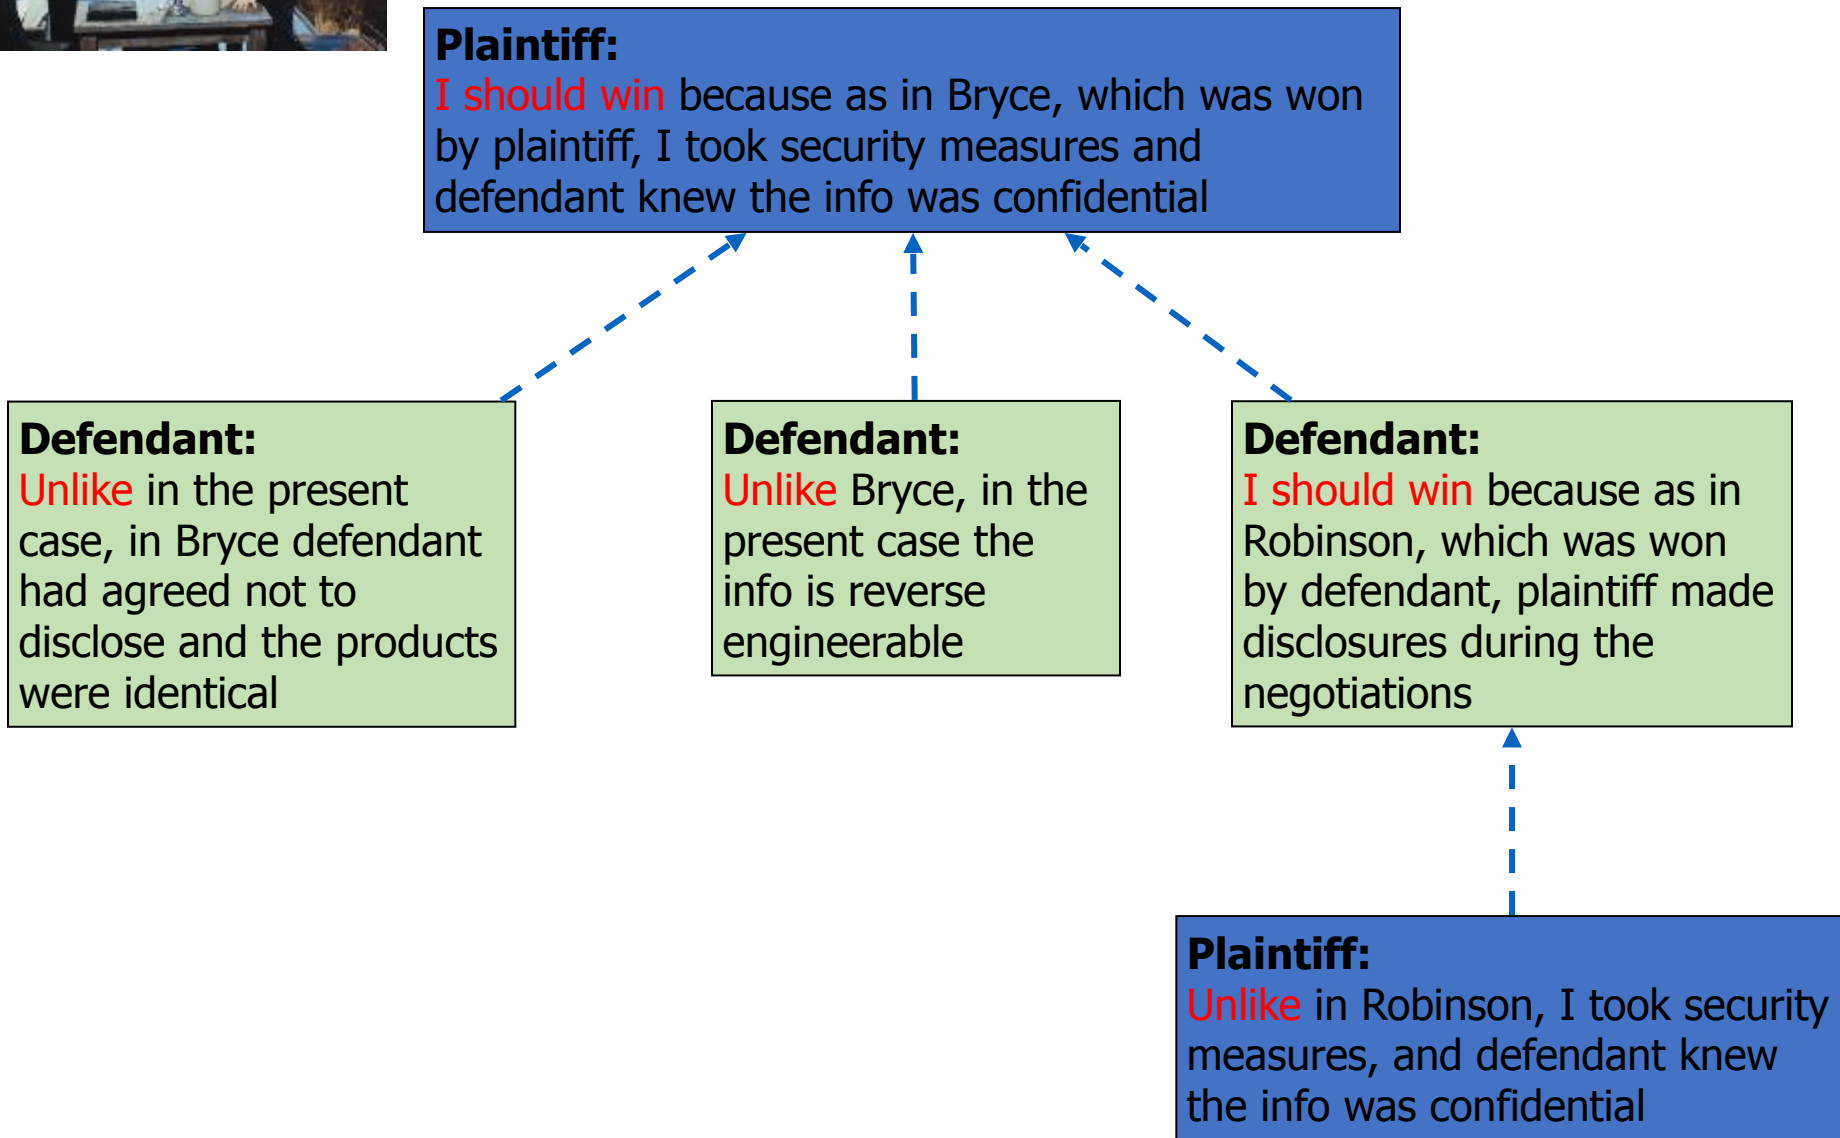 Plaintiff:
I should win because as in Bryce, which was won
by plaintiff, I took security measures and
defendant knew the info was confidential
Defendant:
Unlike in the present
case, in Bryce defendant
had agreed not to
disclose and the products
were identical
Defendant:
Unlike Bryce, in the
present case the
info is reverse
engineerable
Defendant:
I should win because as in
Robinson, which was won
by defendant, plaintiff made
disclosures during the
negotiations
Plaintiff:
Unlike in Robinson, I took security
measures, and defendant knew
the info was confidential